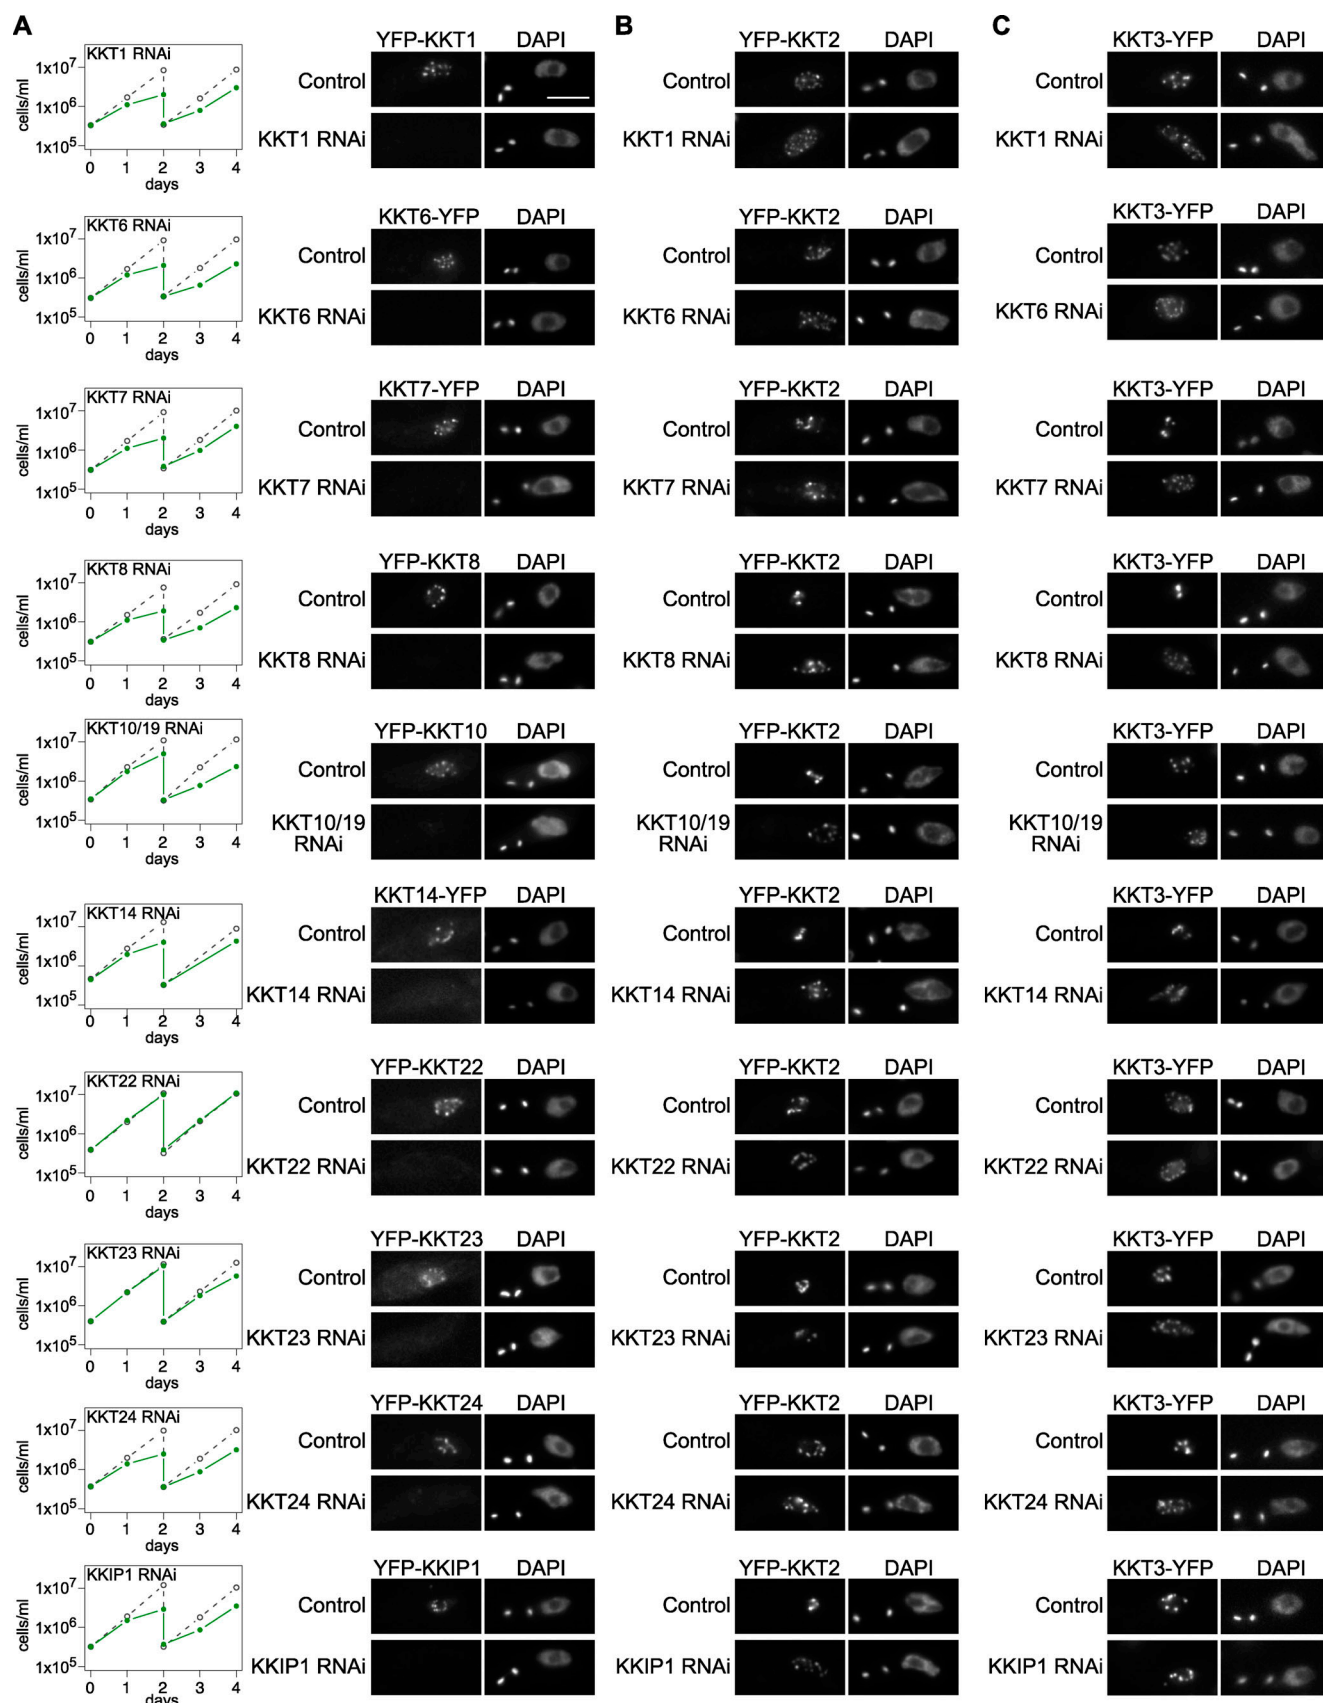 A
B
C
KKT1 RNAi
YFP-KKT1 DAPI
YFP-KKT2 DAPI
KKT3-YFP DAPI
1x10⁷
1x10⁶
1x10⁵
cells/ml
0 1 2 3 4
days
Control
KKT1 RNAi
Control
KKT1 RNAi
Control
KKT1 RNAi
KKT6 RNAi
KKT6-YFP DAPI
YFP-KKT2 DAPI
KKT3-YFP DAPI
1x10⁷
1x10⁶
1x10⁵
cells/ml
0 1 2 3 4
days
Control
KKT6 RNAi
Control
KKT6 RNAi
Control
KKT6 RNAi
KKT7 RNAi
KKT7-YFP DAPI
YFP-KKT2 DAPI
KKT3-YFP DAPI
1x10⁷
1x10⁶
1x10⁵
cells/ml
0 1 2 3 4
days
Control
KKT7 RNAi
Control
KKT7 RNAi
Control
KKT7 RNAi
KKT8 RNAi
YFP-KKT8 DAPI
YFP-KKT2 DAPI
KKT3-YFP DAPI
1x10⁷
1x10⁶
1x10⁵
cells/ml
0 1 2 3 4
days
Control
KKT8 RNAi
Control
KKT8 RNAi
Control
KKT8 RNAi
KKT10/19 RNAi
YFP-KKT10 DAPI
YFP-KKT2 DAPI
KKT3-YFP DAPI
1x10⁷
1x10⁶
1x10⁵
cells/ml
0 1 2 3 4
days
Control
KKT10/19
RNAi
Control
KKT10/19
RNAi
Control
KKT10/19
RNAi
KKT14 RNAi
KKT14-YFP DAPI
YFP-KKT2 DAPI
KKT3-YFP DAPI
1x10⁷
1x10⁶
1x10⁵
cells/ml
0 1 2 3 4
days
Control
KKT14 RNAi
Control
KKT14 RNAi
Control
KKT14 RNAi
KKT22 RNAi
YFP-KKT22 DAPI
YFP-KKT2 DAPI
KKT3-YFP DAPI
1x10⁷
1x10⁶
1x10⁵
cells/ml
0 1 2 3 4
days
Control
KKT22 RNAi
Control
KKT22 RNAi
Control
KKT22 RNAi
KKT23 RNAi
YFP-KKT23 DAPI
YFP-KKT2 DAPI
KKT3-YFP DAPI
1x10⁷
1x10⁶
1x10⁵
cells/ml
0 1 2 3 4
days
Control
KKT23 RNAi
Control
KKT23 RNAi
Control
KKT23 RNAi
KKT24 RNAi
YFP-KKT24 DAPI
YFP-KKT2 DAPI
KKT3-YFP DAPI
1x10⁷
1x10⁶
1x10⁵
cells/ml
0 1 2 3 4
days
Control
KKT24 RNAi
Control
KKT24 RNAi
Control
KKT24 RNAi
KKIP1 RNAi
YFP-KKIP1 DAPI
YFP-KKT2 DAPI
KKT3-YFP DAPI
1x10⁷
1x10⁶
1x10⁵
cells/ml
0 1 2 3 4
days
Control
KKIP1 RNAi
Control
KKIP1 RNAi
Control
KKIP1 RNAi